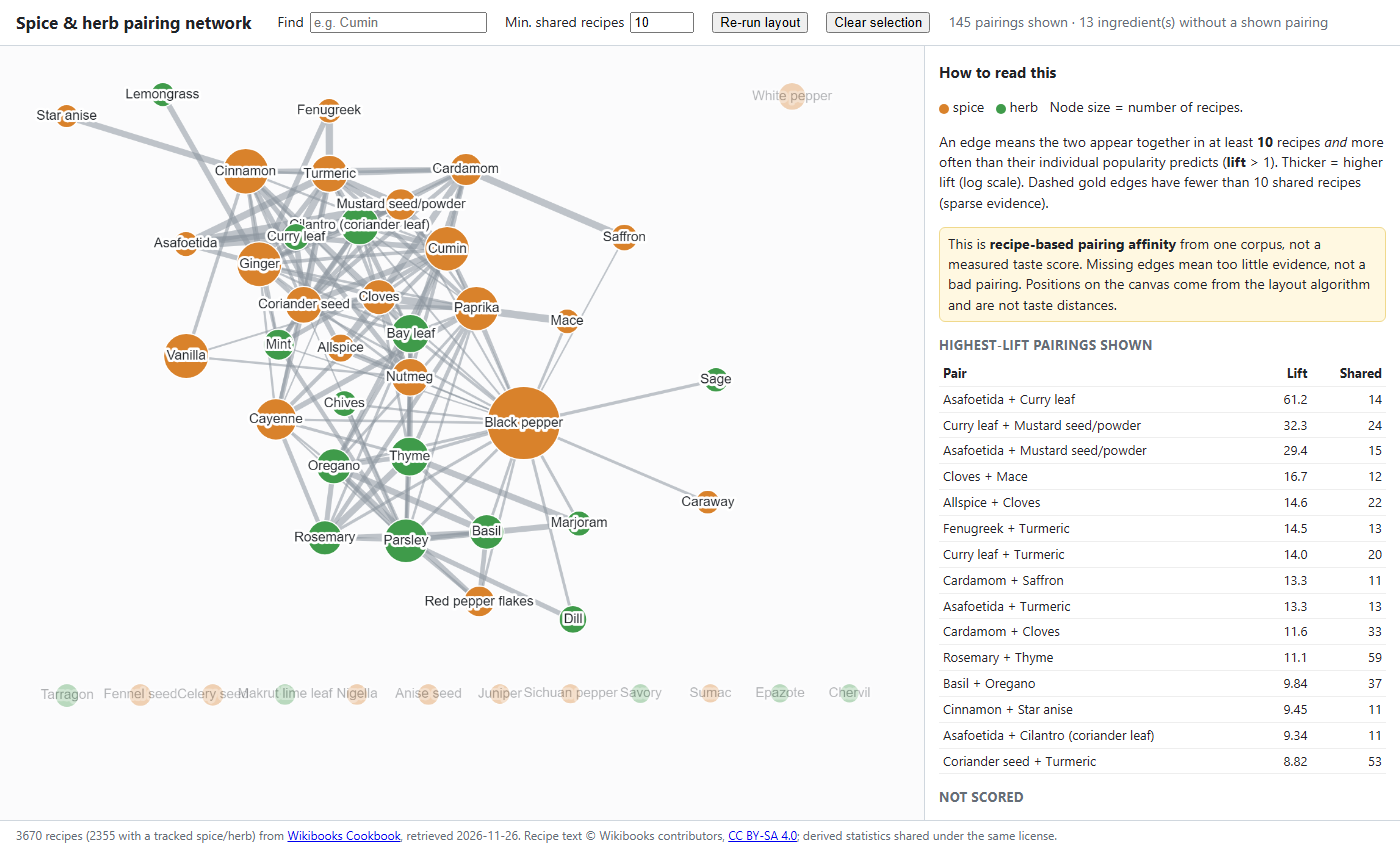 Spice & herb pairing network
Find e.g. Cumin Min. shared recipes 10 Re-run layout Clear selection 145 pairings shown · 13 ingredient(s) without a shown pairing
Lemongrass
Star anise
Fenugreek
White pepper
Cinnamon
Turmeric
Cardamom
Mustard seed/powder
Cilantro (coriander leaf)
Curry leaf
Asafoetida
Saffron
Cumin
Ginger
Coriander seed
Cloves
Paprika
Mace
Bay leaf
Mint
Allspice
Vanilla
Nutmeg
Sage
Chives
Cayenne
Black pepper
Oregano
Thyme
Caraway
Rosemary
Parsley
Basil
Marjoram
Red pepper flakes
Dill
Tarragon
Fennel seed
Celery seed
Makrut lime leaf
Nigella
Anise seed
Juniper
Sichuan pepper
Savory
Sumac
Epazote
Chervil
How to read this
spice herb Node size = number of recipes.
An edge means the two appear together in at least 10 recipes and more
often than their individual popularity predicts (lift > 1). Thicker = higher
lift (log scale). Dashed gold edges have fewer than 10 shared recipes
(sparse evidence).
This is recipe-based pairing affinity from one corpus, not a
measured taste score. Missing edges mean too little evidence, not a
bad pairing. Positions on the canvas come from the layout algorithm
and are not taste distances.
HIGHEST-LIFT PAIRINGS SHOWN
Pair Lift Shared
Asafoetida + Curry leaf 61.2 14
Curry leaf + Mustard seed/powder 32.3 24
Asafoetida + Mustard seed/powder 29.4 15
Cloves + Mace 16.7 12
Allspice + Cloves 14.6 22
Fenugreek + Turmeric 14.5 13
Curry leaf + Turmeric 14.0 20
Cardamom + Saffron 13.3 11
Asafoetida + Turmeric 13.3 13
Cardamom + Cloves 11.6 33
Rosemary + Thyme 11.1 59
Basil + Oregano 9.84 37
Cinnamon + Star anise 9.45 11
Asafoetida + Cilantro (coriander leaf) 9.34 11
Coriander seed + Turmeric 8.82 53
NOT SCORED
3670 recipes (2355 with a tracked spice/herb) from Wikibooks Cookbook, retrieved 2026-11-26. Recipe text © Wikibooks contributors, CC BY-SA 4.0; derived statistics shared under the same license.